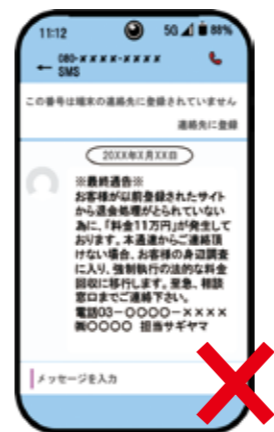 11:12
5G
88%
080-××××-××××
SMS
この番号は端末の連絡先に登録されていません
連絡先に登録
20XX年X月XX日
※最終通告※
お客様が以前登録されたサイト
から退会処理がとられていない
為に、「料金11万円」が発生して
おります。本通達からご連絡頂
けない場合、お客様の身辺調査
に入り、強制執行の法的な料金
回収に移行します。至急、相談
窓口までご連絡下さい。
電話03-○○○○-××××
㈱○○○○ 担当サギヤマ
メッセージを入力